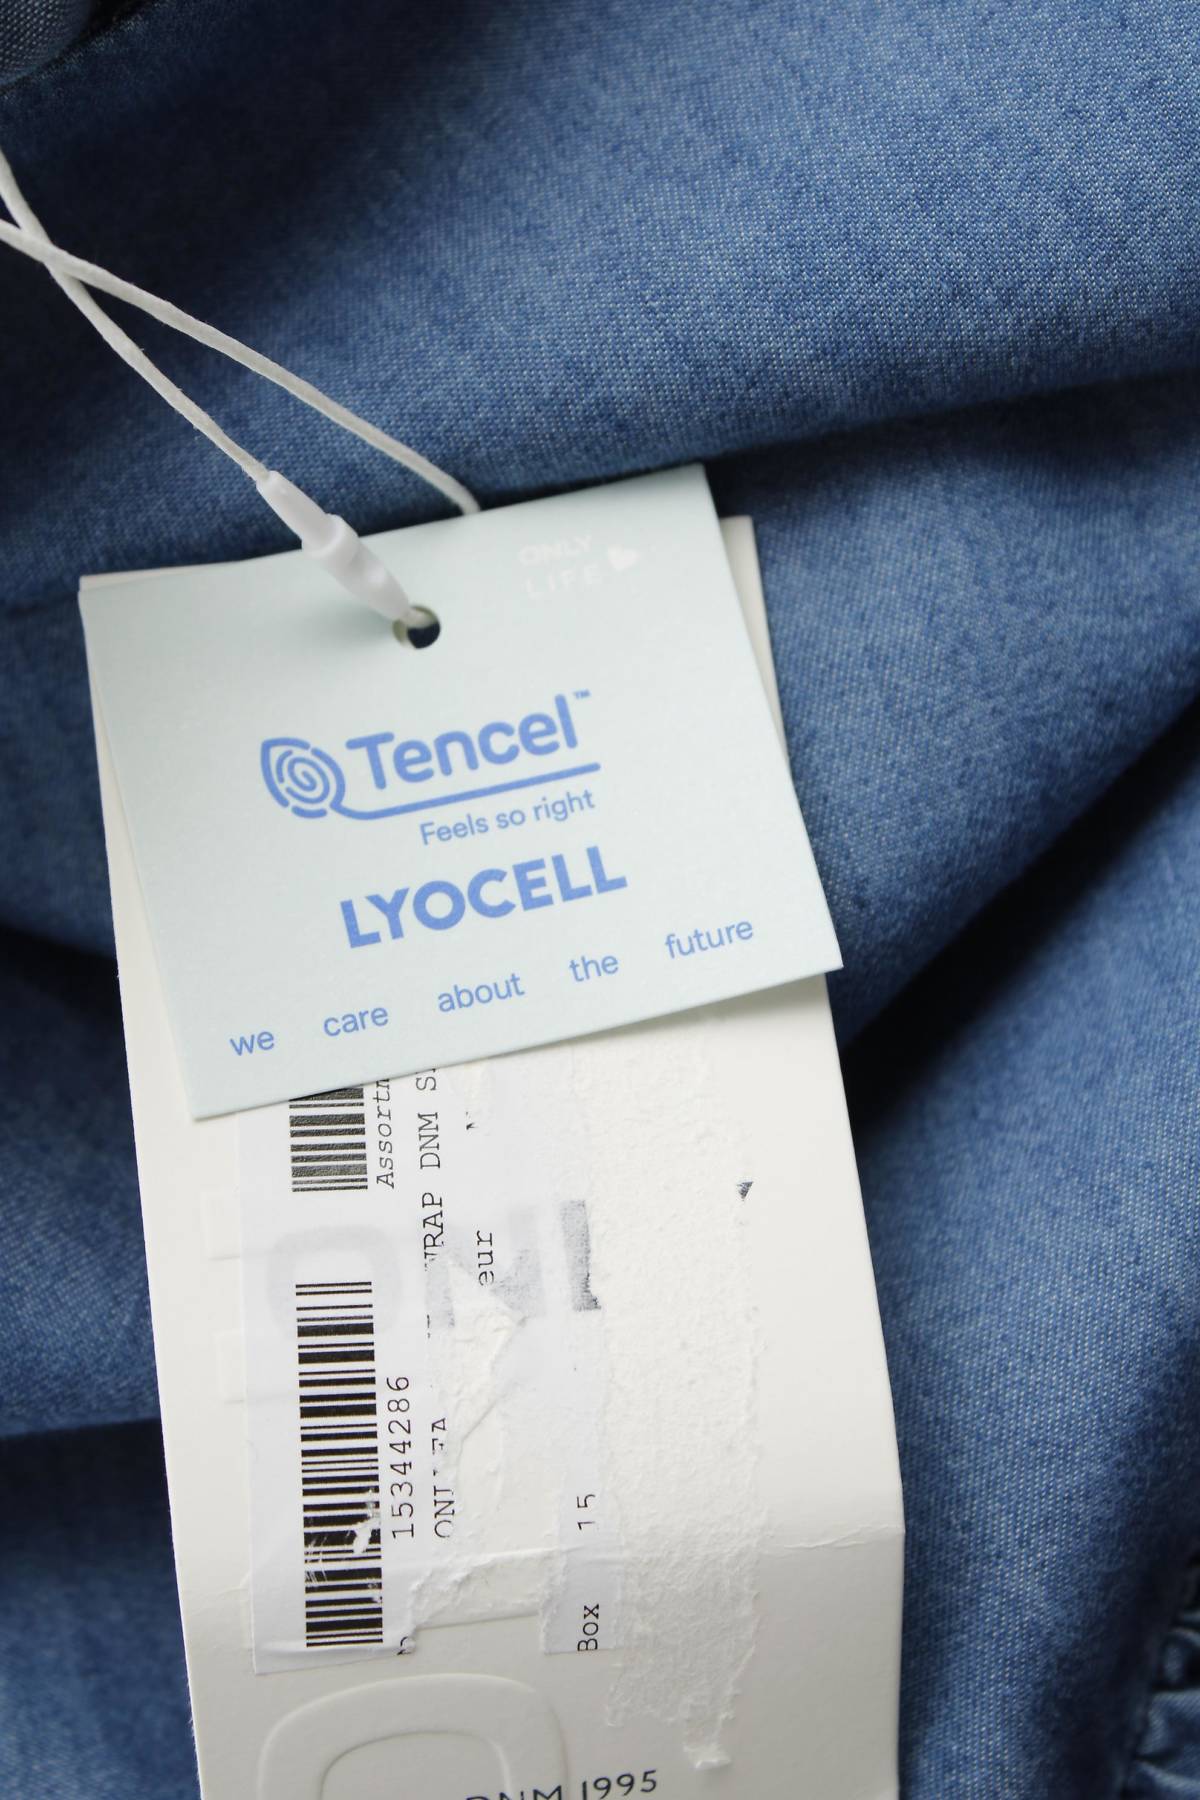 ONLY
LIFE
Tencel™
Feels so right
LYOCELL
we care about the future
15344286
WRAP DNM
Box 15
DNM 1995